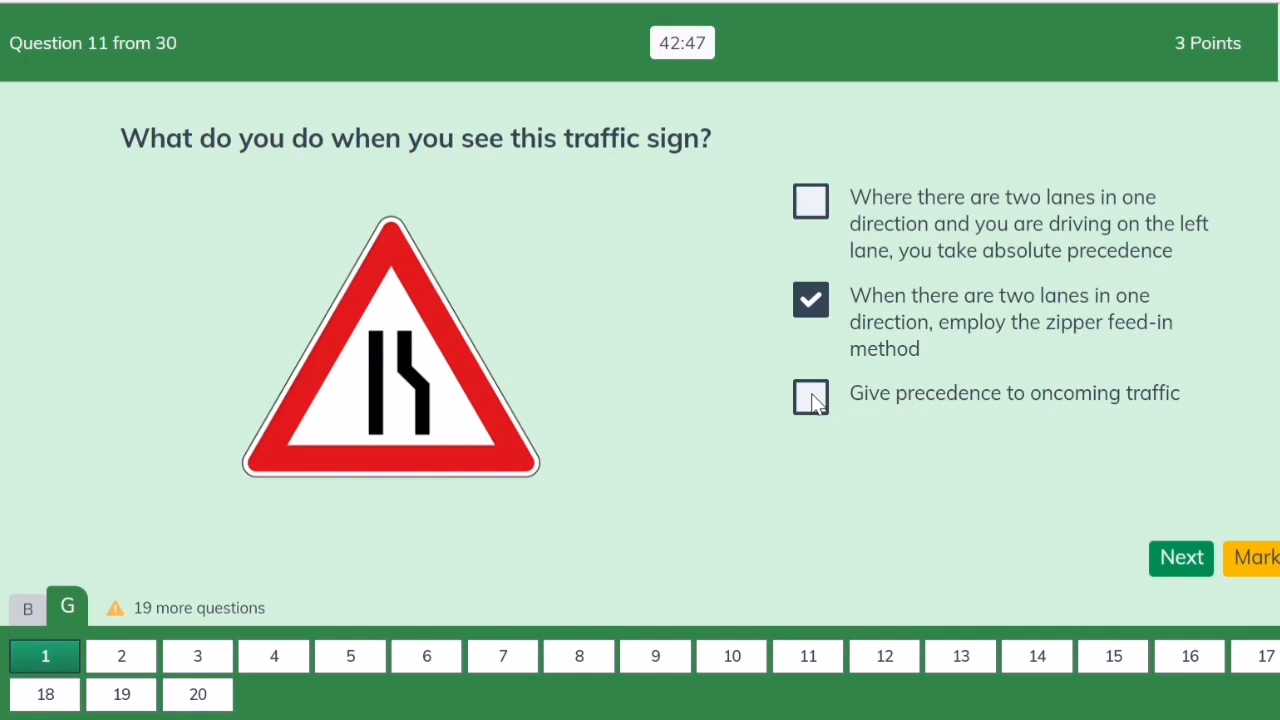 Question 11 from 30
42:47
3 Points
What do you do when you see this traffic sign?
Where there are two lanes in one
direction and you are driving on the left
lane, you take absolute precedence
When there are two lanes in one
direction, employ the zipper feed-in
method
Give precedence to oncoming traffic
Next
Mark
B
G
19 more questions
1 2 3 4 5 6 7 8 9 10 11 12 13 14 15 16 17
18 19 20